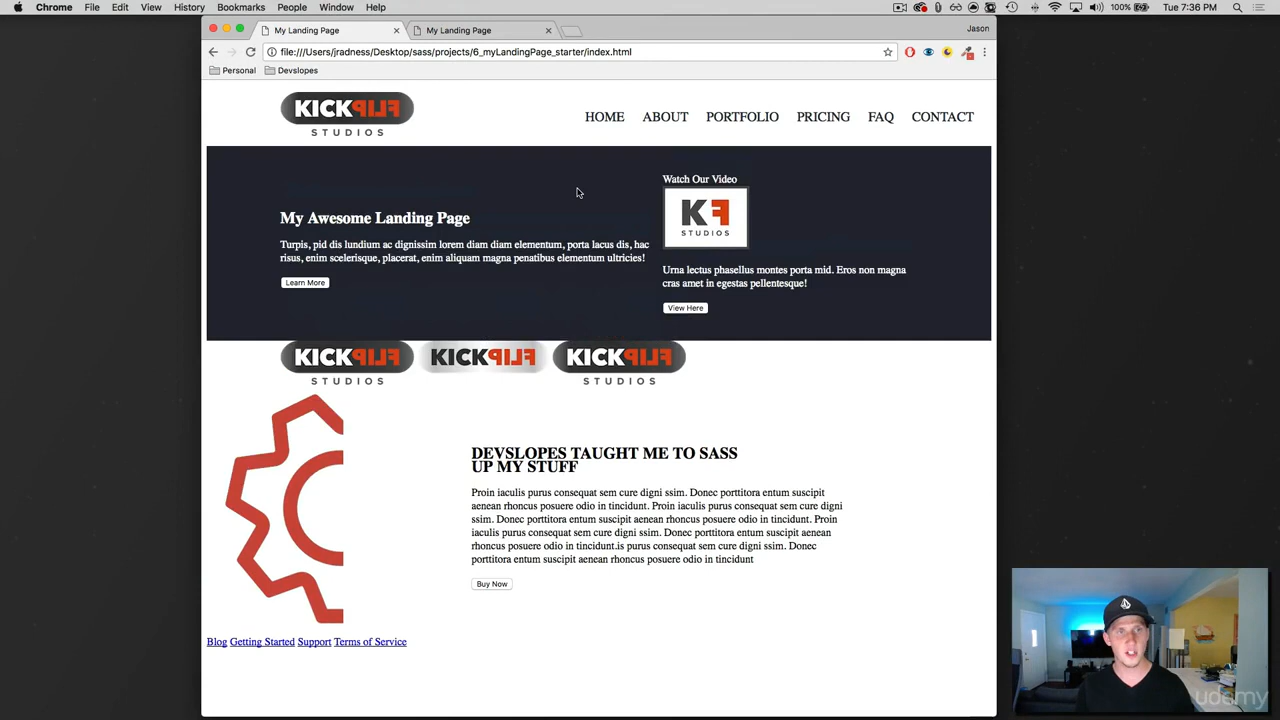 Chrome File Edit View History Bookmarks People Window Help
100% Tue 7:36 PM
My Landing Page
My Landing Page
Jason
file:///Users/jradness/Desktop/sass/projects/6_myLandingPage_starter/index.html
Personal
Devslopes
KICKFLIP
STUDIOS
HOME ABOUT PORTFOLIO PRICING FAQ CONTACT
Watch Our Video
KF
STUDIOS
My Awesome Landing Page
Turpis, pid dis lundium ac dignissim lorem diam diam elementum, porta lacus dis, hac
risus, enim scelerisque, placerat, enim aliquam magna penatibus elementum ultricies!
Learn More
Urna lectus phasellus montes porta mid. Eros non magna
cras amet in egestas pellentesque!
View Here
KICKFLIP KICKFLIP KICKFLIP
STUDIOS STUDIOS
DEVSLOPES TAUGHT ME TO SASS
UP MY STUFF
Proin iaculis purus consequat sem cure digni ssim. Donec porttitora entum suscipit
aenean rhoncus posuere odio in tincidunt. Proin iaculis purus consequat sem cure digni
ssim. Donec porttitora entum suscipit aenean rhoncus posuere odio in tincidunt. Proin
iaculis purus consequat sem cure digni ssim. Donec porttitora entum suscipit aenean
rhoncus posuere odio in tincidunt.is purus consequat sem cure digni ssim. Donec
porttitora entum suscipit aenean rhoncus posuere odio in tincidunt
Buy Now
Blog Getting Started Support Terms of Service
udemy